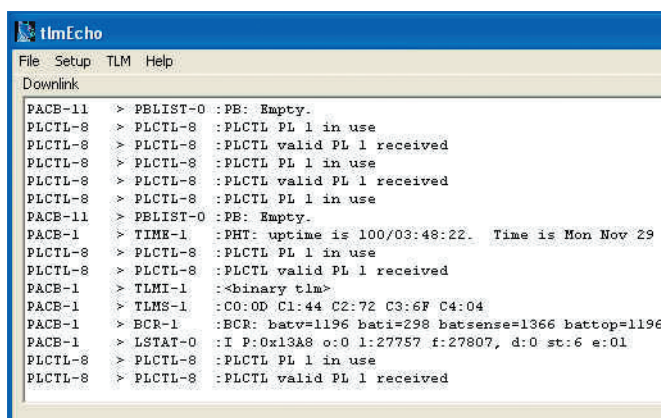 tlmEcho
File Setup TLM Help
Downlink
PACB-11 > PBLIST-0 :PB: Empty.
PLCTL-8 > PLCTL-8 :PLCTL PL 1 in use
PLCTL-8 > PLCTL-8 :PLCTL valid PL 1 received
PLCTL-8 > PLCTL-8 :PLCTL PL 1 in use
PLCTL-8 > PLCTL-8 :PLCTL valid PL 1 received
PLCTL-8 > PLCTL-8 :PLCTL PL 1 in use
PACB-11 > PBLIST-0 :PB: Empty.
PACB-1 > TIME-1 :PHT: uptime is 100/03:48:22. Time is Mon Nov 29
PLCTL-8 > PLCTL-8 :PLCTL PL 1 in use
PLCTL-8 > PLCTL-8 :PLCTL valid PL 1 received
PACB-1 > TLMI-1 :<binary tlm>
PACB-1 > TLMS-1 :C0:0D C1:44 C2:72 C3:6F C4:04
PACB-1 > BCR-1 :BCR: batv=1196 bati=298 batsense=1366 battop=1196
PACB-1 > LSTAT-0 :I P:0x13A8 o:0 l:27757 f:27807, d:0 st:6 e:01
PLCTL-8 > PLCTL-8 :PLCTL PL 1 in use
PLCTL-8 > PLCTL-8 :PLCTL valid PL 1 received